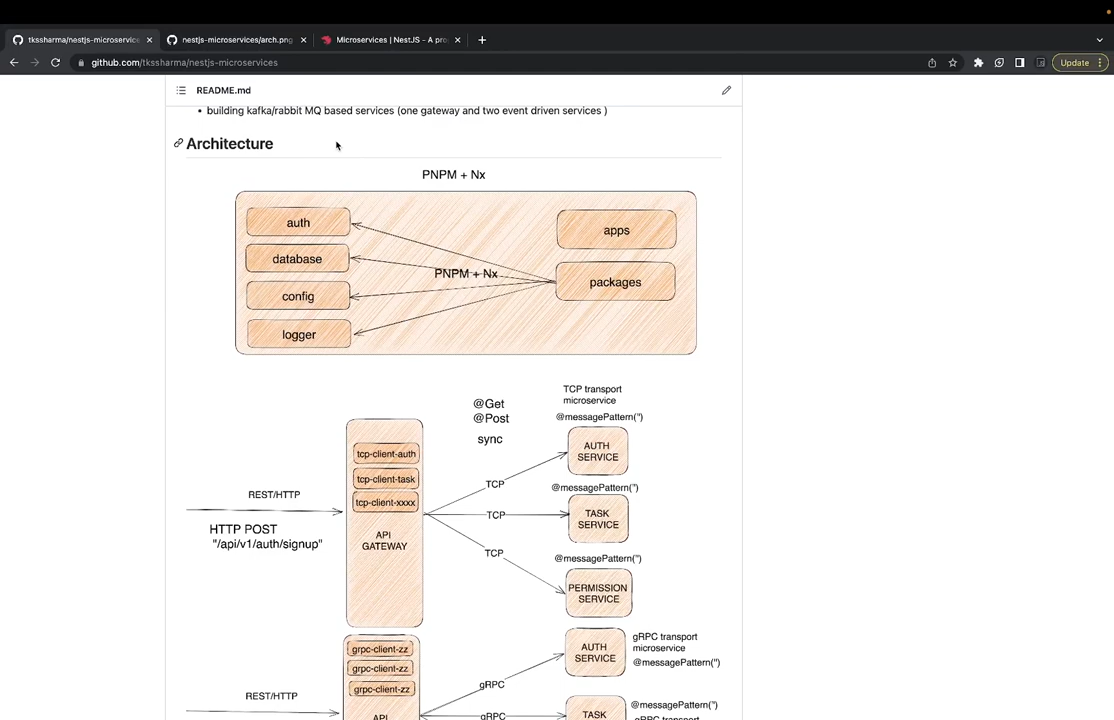 tkssharma/nestjs-microservice
nestjs-microservices/arch.png
Microservices | NestJS - A pro
github.com/tkssharma/nestjs-microservices
Update
README.md
• building kafka/rabbit MQ based services (one gateway and two event driven services )
Architecture
PNPM + Nx
auth
database
config
logger
PNPM + Nx
apps
packages
@Get
@Post
sync
TCP transport
microservice
@messagePattern('')
tcp-client-auth
tcp-client-task
tcp-client-xxxx
API
GATEWAY
REST/HTTP
HTTP POST
"/api/v1/auth/signup"
TCP
TCP
TCP
AUTH
SERVICE
@messagePattern('')
TASK
SERVICE
@messagePattern('')
PERMISSION
SERVICE
grpc-client-zz
grpc-client-zz
grpc-client-zz
API
REST/HTTP
gRPC
gRPC
AUTH
SERVICE
gRPC transport
microservice
@messagePattern('')
TASK
@messagePattern('')
gRPC transport